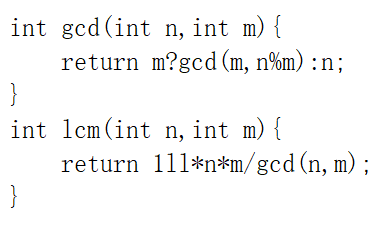 int gcd(int n,int m){
    return m?gcd(m,n%m):n;
}
int lcm(int n,int m){
    return 1ll*n*m/gcd(n,m);
}